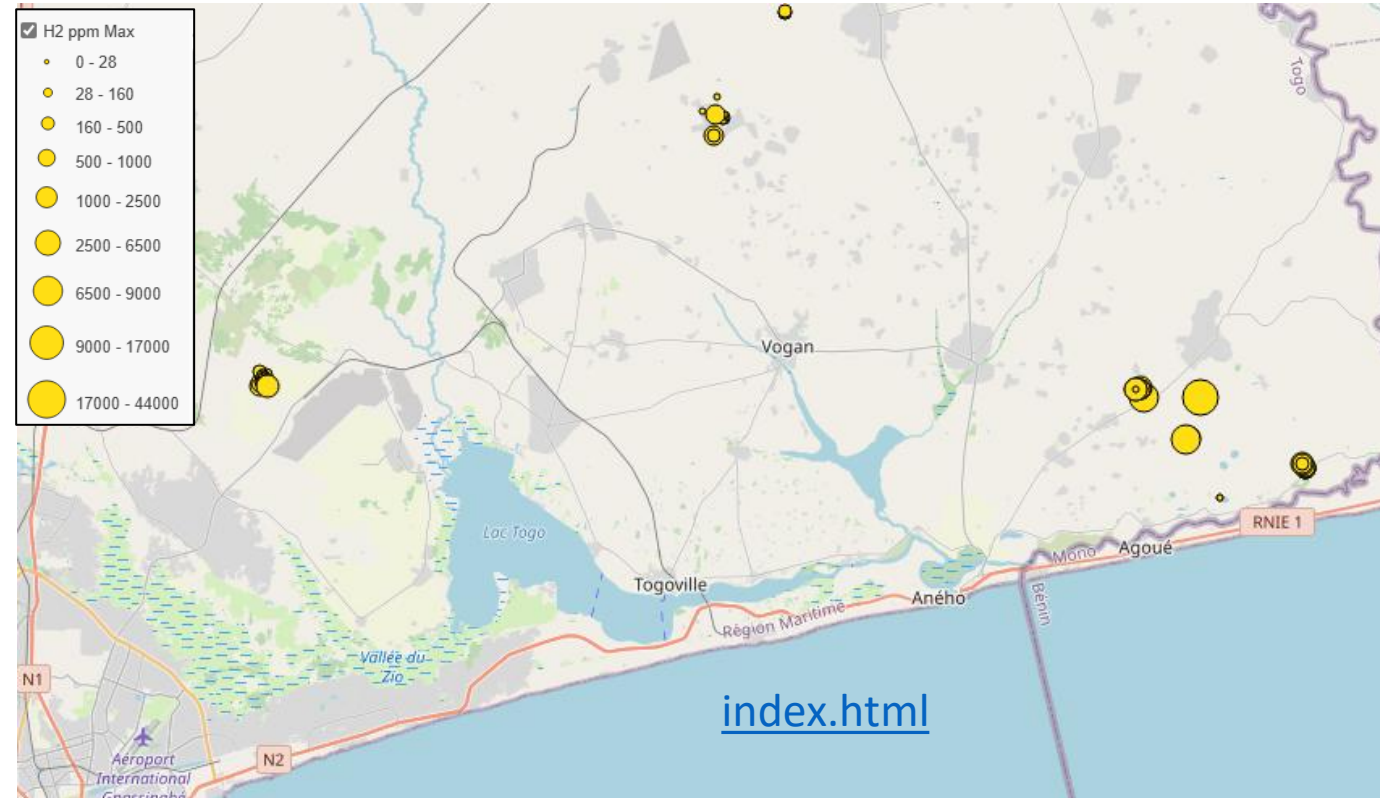 H2 ppm Max
0 - 28
28 - 160
160 - 500
500 - 1000
1000 - 2500
2500 - 6500
6500 - 9000
9000 - 17000
17000 - 44000
Togo
Vogan
Lac Togo
RNIE 1
Agoué
Mono
Togoville
Aného
Bénin
Région Maritime
Vallée du
Zio
N1
index.html
N2
Aéroport
International